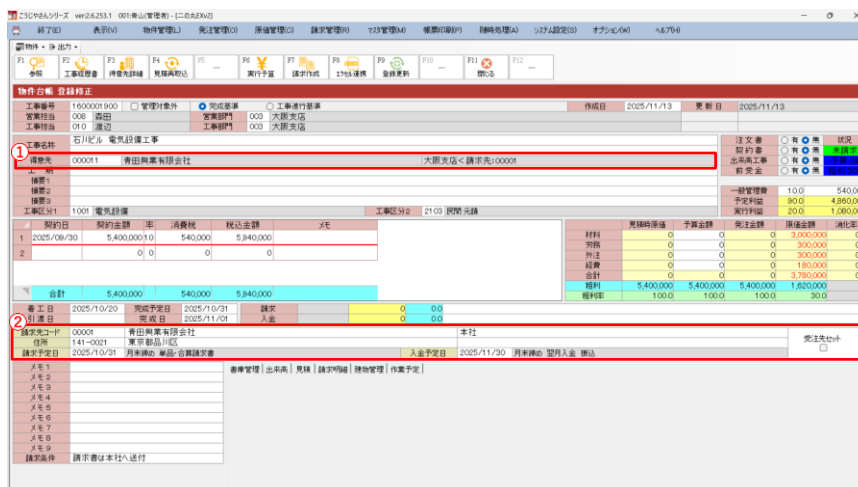 こうじやさんシリーズ ver.2.6.253.1 001:青山(管理者) - [二の丸EXv2]
終了(E) 表示(V) 物件管理(L) 発注管理(O) 原価管理(C) 請求管理(R) マスタ管理(M) 帳票印刷(P) 随時処理(A) システム設定(S) オプション(W) ヘルプ(H)
物件 出力
F1 参照 F2 工事経歴書 F3 得意先詳細 F4 見積再取込 F5 F6 実行予算 F7 請求作成 F8 エクセル連携 F9 登録更新 F10 F11 閉じる F12
物件台帳 登録修正
工事番号 1600001900 管理対象外 完成基準 工事進行基準 作成日 2025/11/13 更新日 2025/11/13
営業担当 008 森田 営業部門 003 大阪支店
工事担当 010 渡辺 工事部門 003 大阪支店
工事名称 石川ビル 電気設備工事 注文書 有 無 状況
① 契約書 有 無 未請求
得意先 000011 青田興業有限会社 大阪支店<請求先:00001 出来高工事 有 無
工 期 前受金 有 無
摘要1
摘要2 一般管理費 10.0 540,0
摘要3 予定利益 90.0 4,860,0
工事区分1 1001 電気設備 工事区分2 2103 民間元請 実行利益 20.0 1,080,0
契約日 契約金額 率 消費税 税込金額 メモ 見積時原価 予算金額 発注金額 原価金額 消化率
1 2025/09/30 5,400,000 10 540,000 5,940,000 材料 0 0 0 3,000,000
労務 0 0 0 300,000
2 0 0 0 0 外注 0 0 0 300,000
経費 0 0 0 180,000
合計 0 0 0 3,780,000
合計 5,400,000 540,000 5,940,000 粗利 5,400,000 5,400,000 5,400,000 1,620,000
粗利率 100.0 100.0 100.0 30.0
着工日 2025/10/20 完成予定日 2025/10/31 請求 0 0.0
引渡日 完成日 2025/11/01 入金 0 0.0
②
請求先コード 00001 青田興業有限会社 本社 受注先セット
住所 141-0021 東京都品川区
請求予定日 2025/10/31 月末締め 単品・合算請求書 入金予定日 2025/11/30 月末締め 翌月入金 振込
メモ1 書庫管理 出来高 見積 請求明細 建物管理 作業予定
メモ2
メモ3
メモ4
メモ5
メモ6
メモ7
メモ8
メモ9
請求条件 請求書は本社へ送付